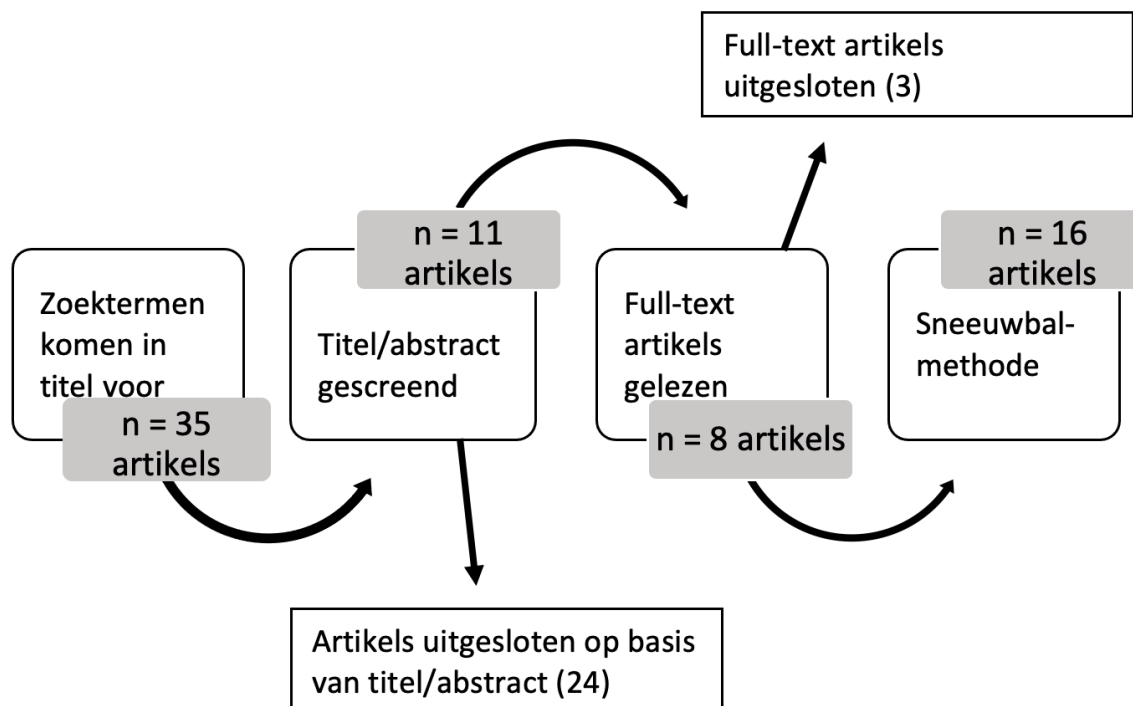 Full-text artikels
uitgesloten (3)
Zoektermen
komen in
titel voor
n = 35
artikels
n = 11
artikels
Titel/abstract
gescreend
Full-text
artikels
gelezen
n = 8 artikels
n = 16
artikels
Sneeuwbal-
methode
Artikels uitgesloten op basis
van titel/abstract (24)